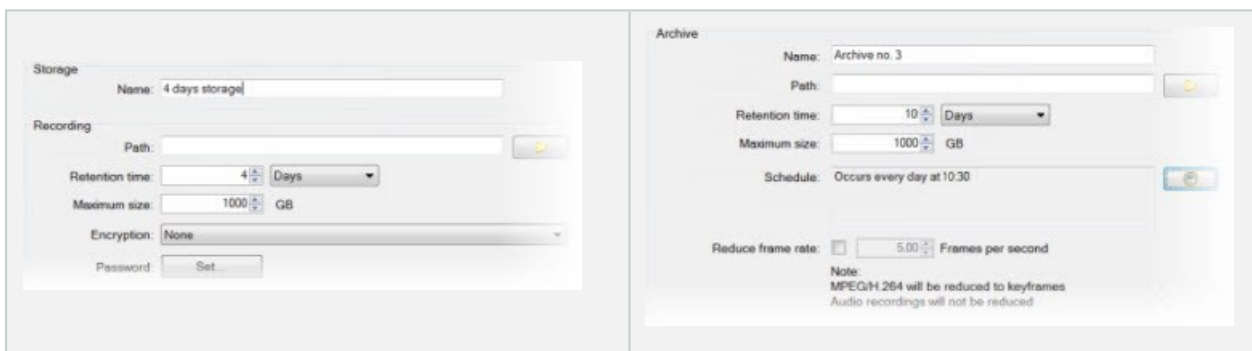 Storage
Name: 4 days storage
Recording
Path:
Retention time: 4 Days
Maximum size: 1000 GB
Encryption: None
Password: Set...
Archive
Name: Archive no. 3
Path:
Retention time: 10 Days
Maximum size: 1000 GB
Schedule: Occurs every day at 10:30
Reduce frame rate: 5.00 Frames per second
Note:
MPEG/H.264 will be reduced to keyframes
Audio recordings will not be reduced